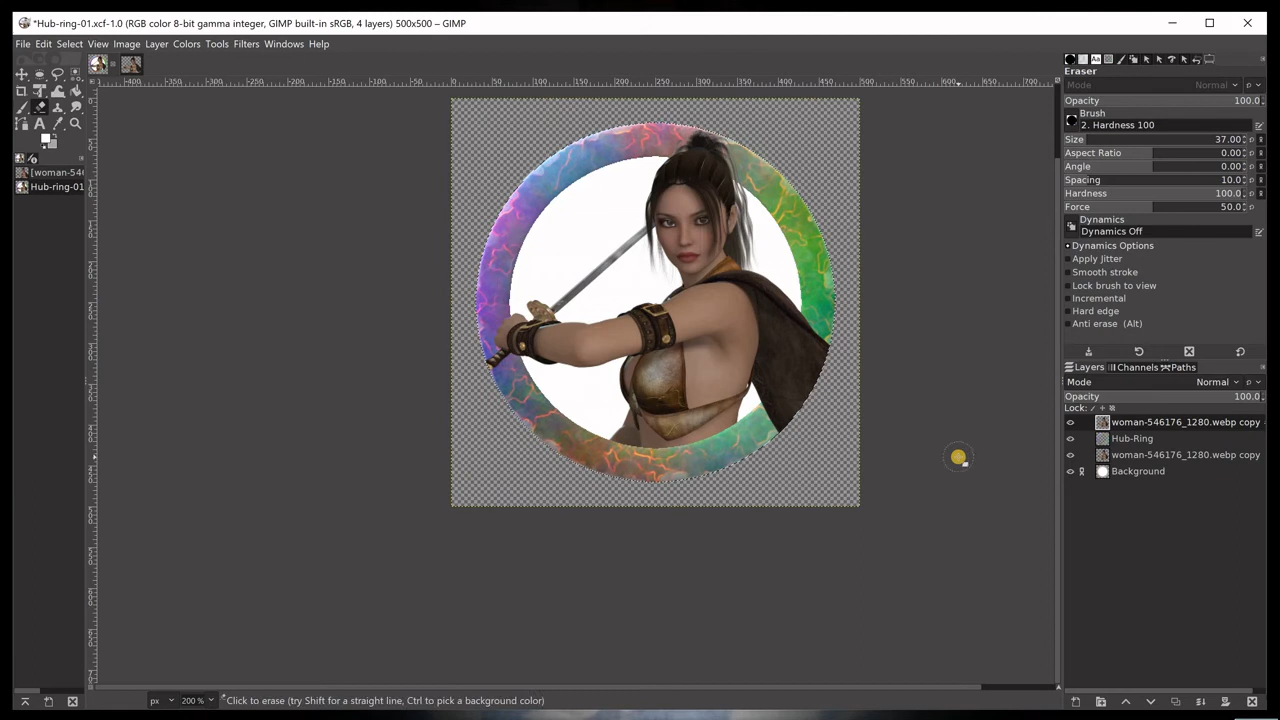 *Hub-ring-01.xcf-1.0 (RGB color 8-bit gamma integer, GIMP built-in sRGB, 4 layers) 500x500 – GIMP
File Edit Select View Image Layer Colors Tools Filters Windows Help
Eraser
Mode Normal
Opacity 100.0
Brush
2. Hardness 100
Size 37.00
Aspect Ratio 0.00
Angle 0.00
Spacing 10.0
Hardness 100.0
Force 50.0
Dynamics
Dynamics Off
Dynamics Options
Apply Jitter
Smooth stroke
Lock brush to view
Incremental
Hard edge
Anti erase (Alt)
[woman-546
Hub-ring-01
Layers Channels Paths
Mode Normal
Opacity 100.0
Lock:
woman-546176_1280.webp copy
Hub-Ring
woman-546176_1280.webp copy
Background
px 200 % Click to erase (try Shift for a straight line, Ctrl to pick a background color)